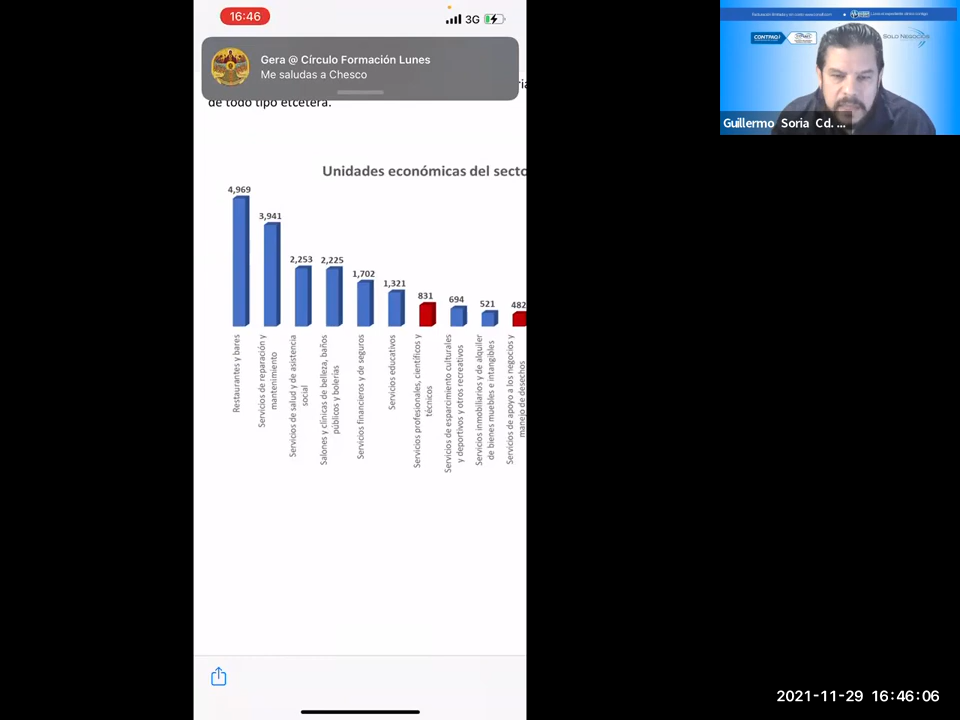 16:46
3G
Gera @ Círculo Formación Lunes
Me saludas a Chesco
de todo tipo etcétera.
Unidades económicas del secto
4,969
3,941
2,253
2,225
1,702
1,321
831
694
521
482
Restaurantes y bares
Servicios de reparación y
mantenimiento
Servicios de salud y de asistencia
social
Salones y clínicas de belleza, baños
públicos y bolerías
Servicios financieros y de seguros
Servicios educativos
Servicios profesionales, científicos y
técnicos
Servicios de esparcimiento culturales
y deportivos y otros recreativos
Servicios inmobiliarios y de alquiler
de bienes muebles e intangibles
Servicios de apoyo a los negocios y
manejo de desechos
CONTPAQi
SOLO NEGOCIOS
Guillermo Soria Cd. ...
2021-11-29 16:46:06